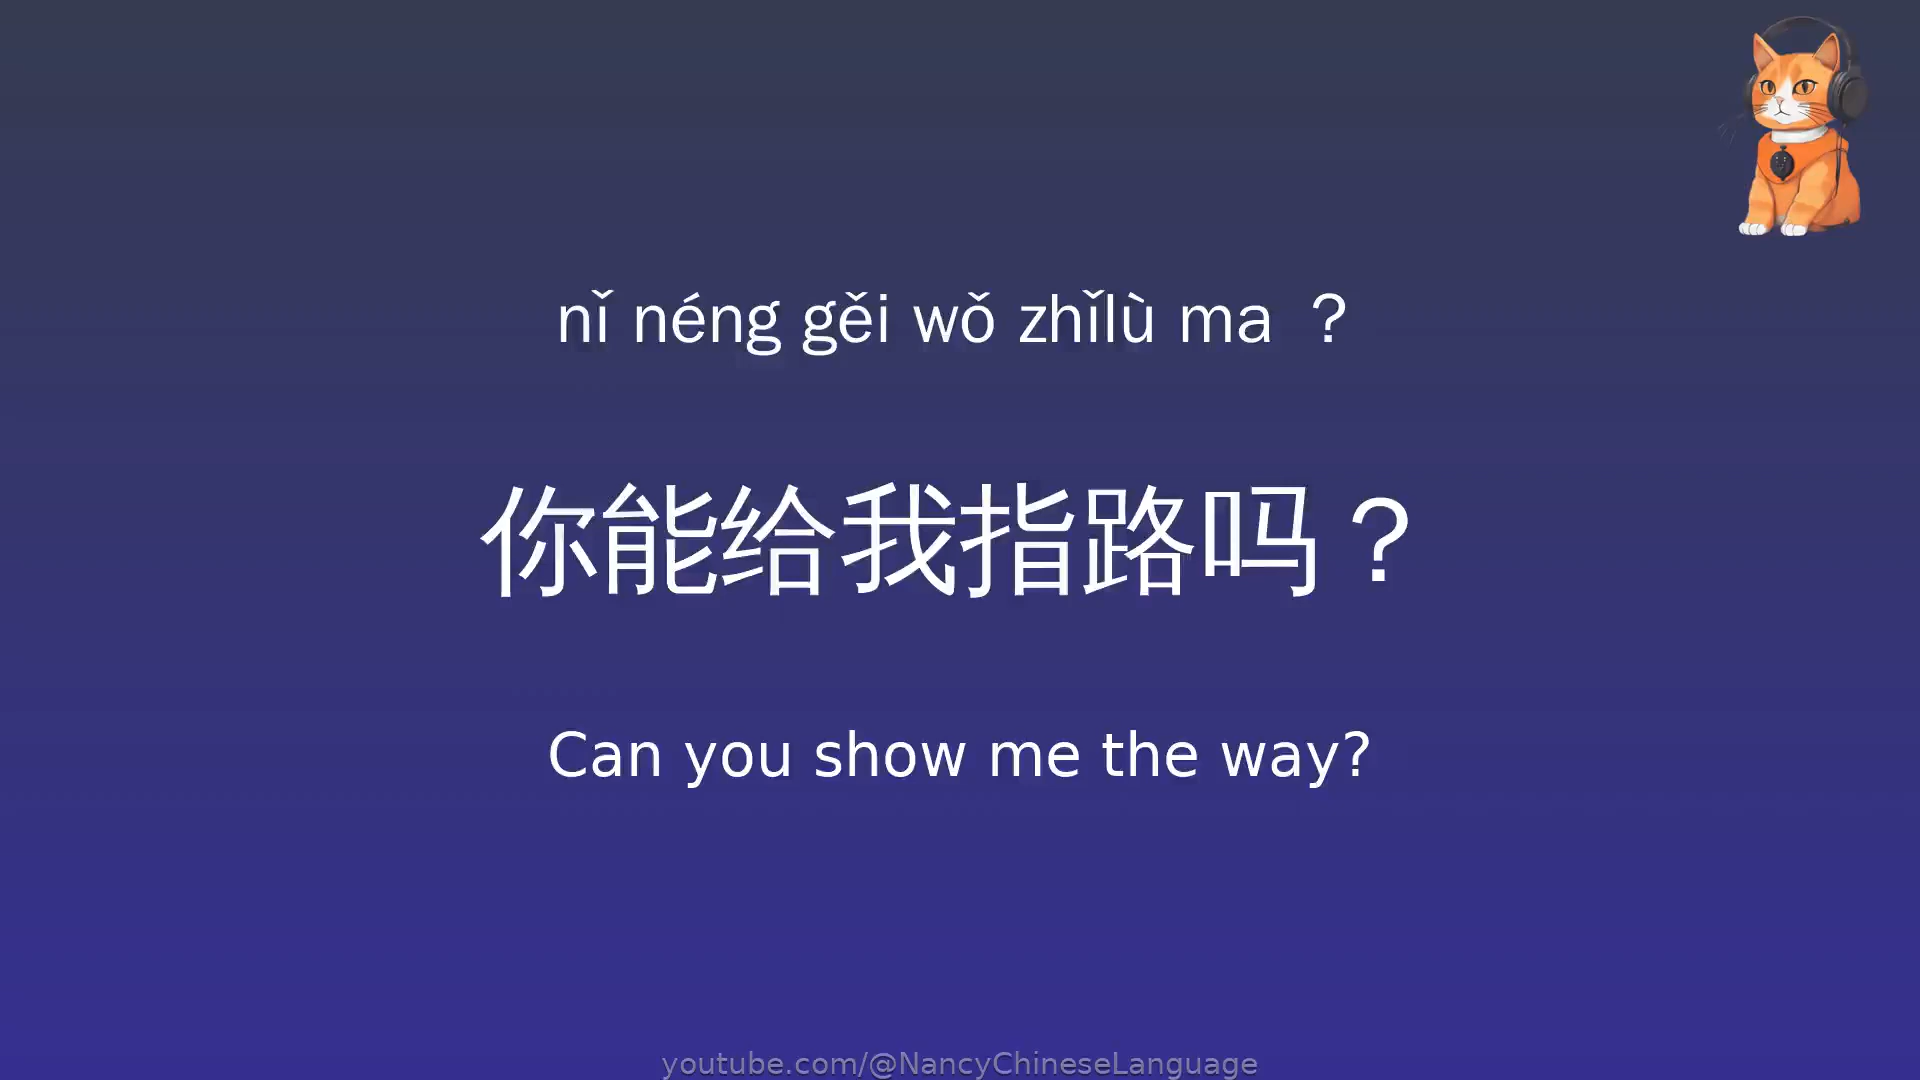 nǐ néng gěi wǒ zhǐlù ma ？
你能给我指路吗？
Can you show me the way?
youtube.com/@NancyChineseLanguage